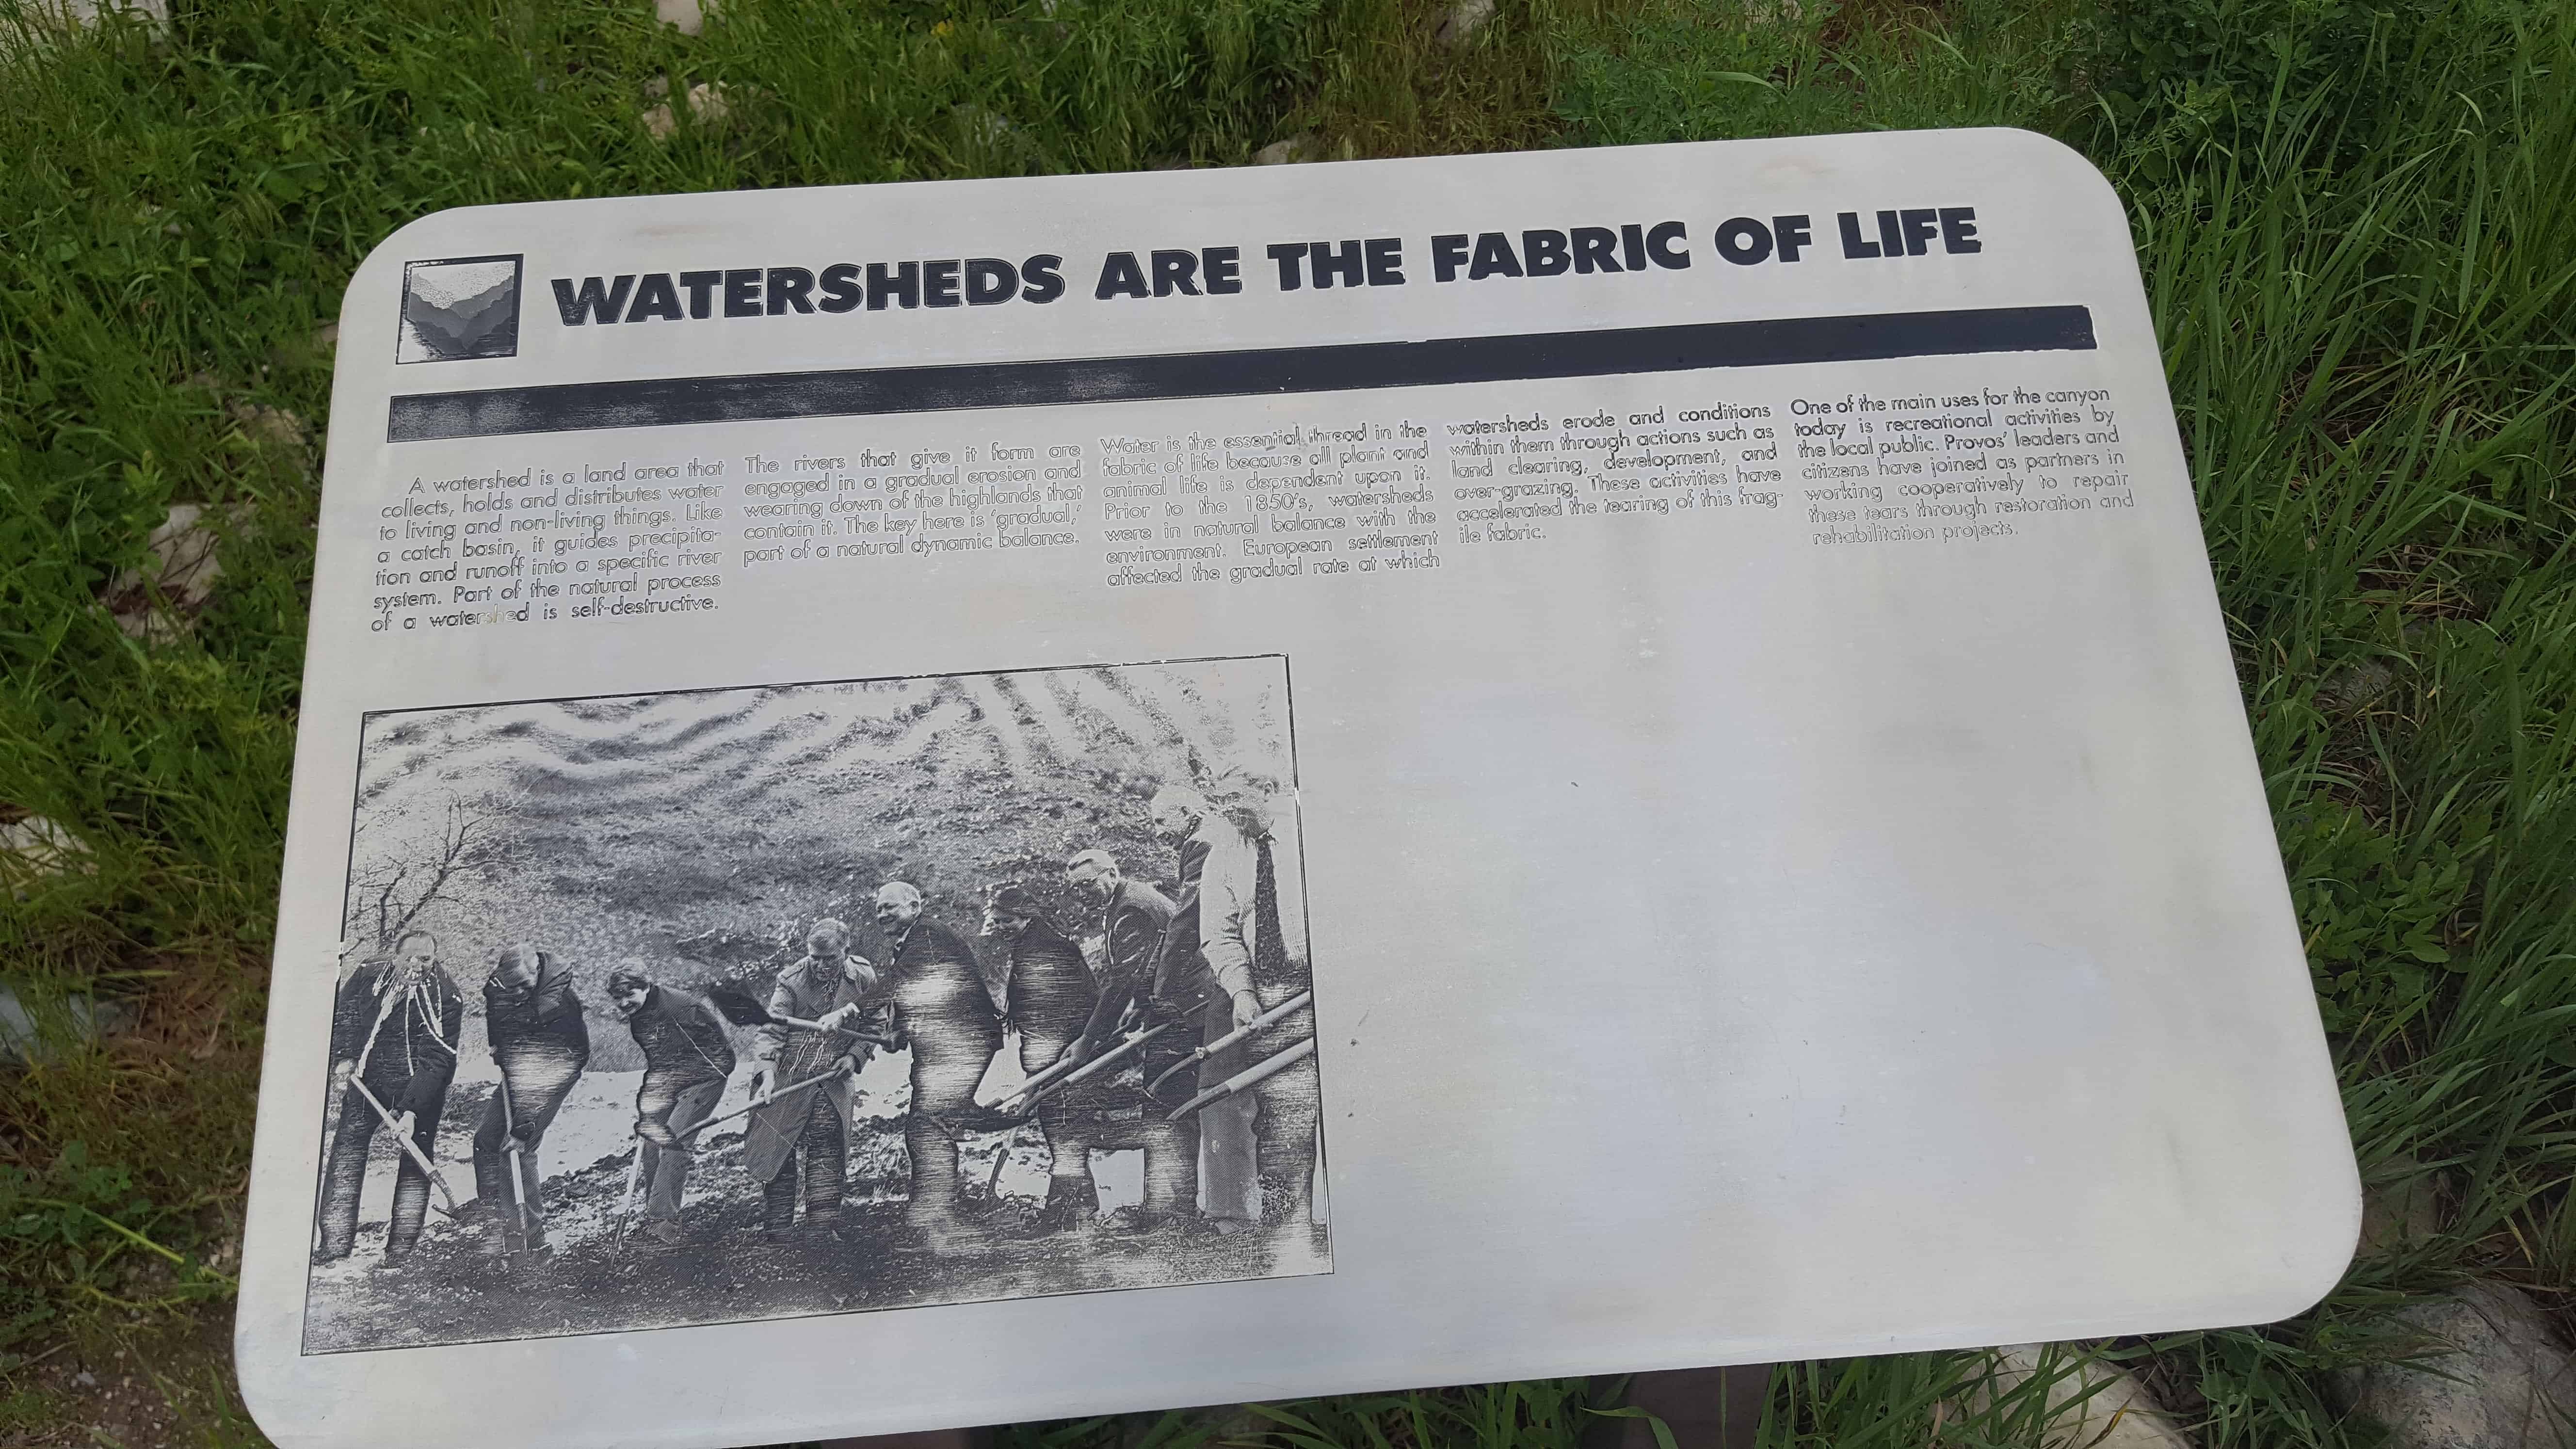 WATERSHEDS ARE THE FABRIC OF LIFE
A watershed is a land area that
collects, holds and distributes water
to living and non-living things. Like
a catch basin, it guides precipita-
tion and runoff into a specific river
system. Part of the natural process
of a watershed is self-destructive.
The rivers that give it form are
engaged in a gradual erosion and
wearing down of the highlands that
contain it. The key here is 'gradual,'
part of a natural dynamic balance.
Water is the essential thread in the
fabric of life because all plant and
animal life is dependent upon it.
Prior to the 1850's, watersheds
were in natural balance with the
environment. European settlement
affected the gradual rate at which
watersheds erode and conditions
within them through actions such as
land clearing, development, and
over-grazing. These activities have
accelerated the tearing of this frag-
ile fabric.
One of the main uses for the canyon
today is recreational activities by
the local public. Provos' leaders and
citizens have joined as partners in
working cooperatively to repair
these tears through restoration and
rehabilitation projects.